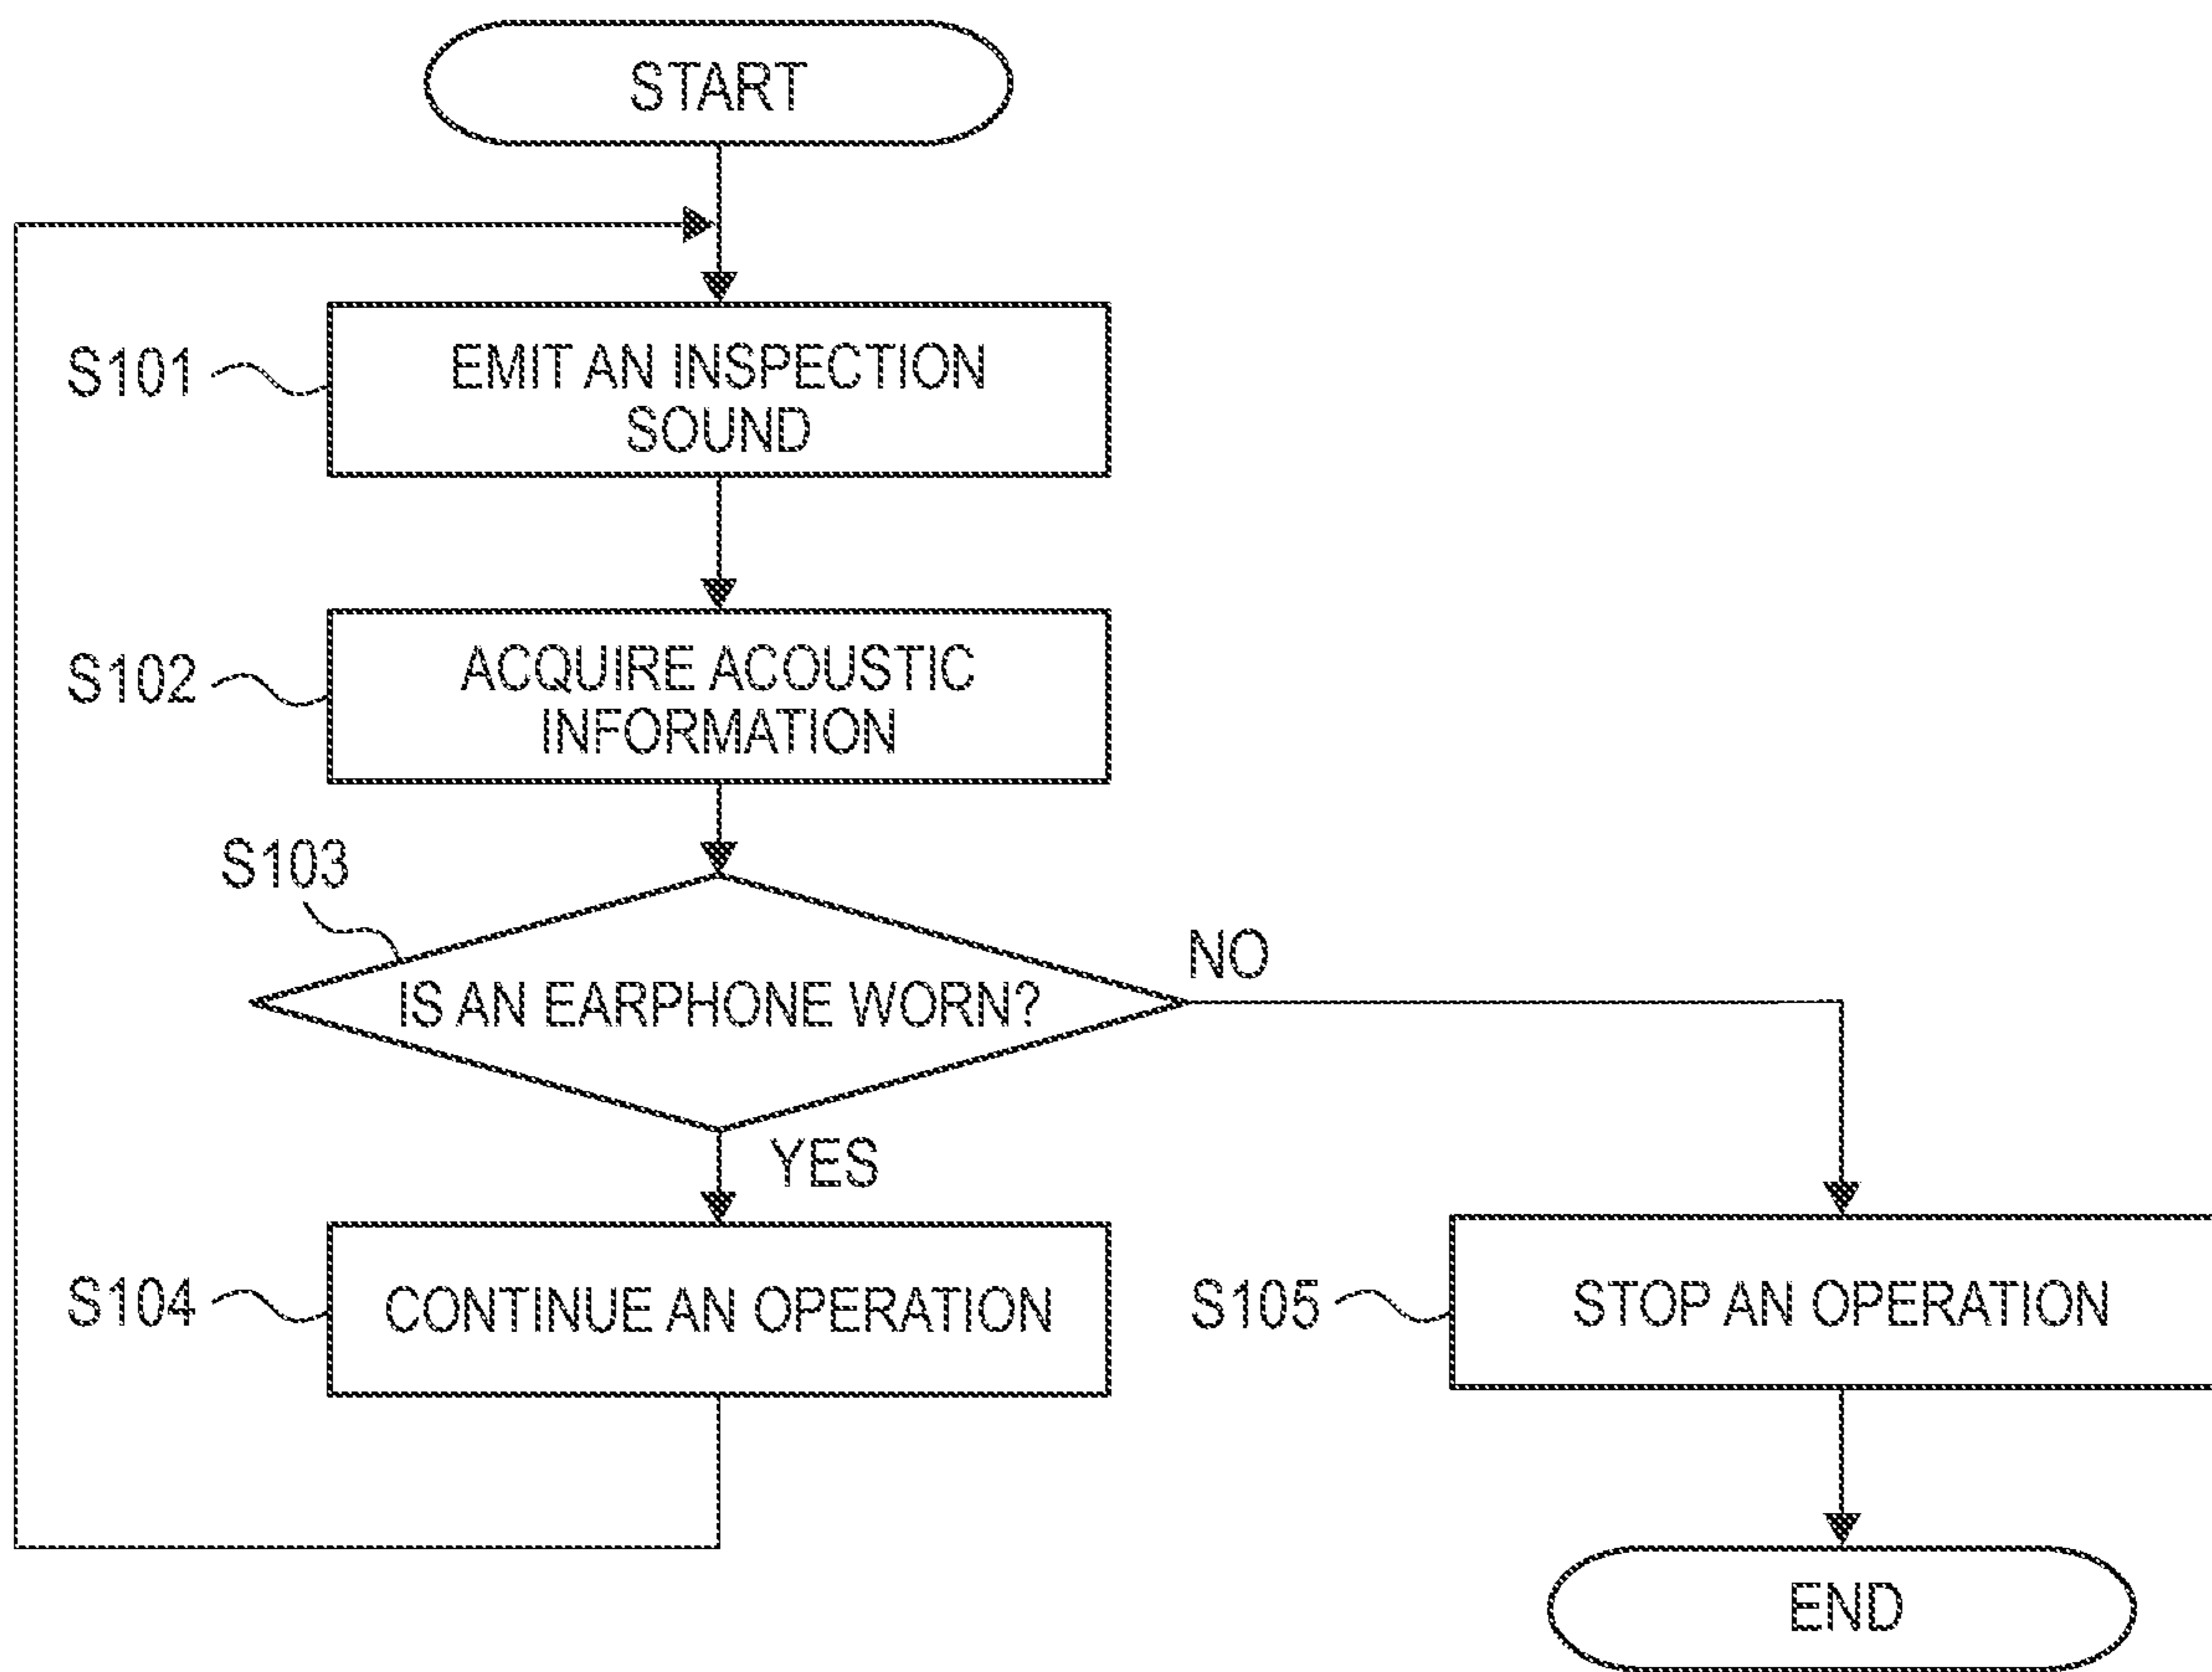 START
S101
EMIT AN INSPECTION
SOUND
S102
ACQUIRE ACOUSTIC
INFORMATION
S103
IS AN EARPHONE WORN?
NO
YES
S104
CONTINUE AN OPERATION
S105
STOP AN OPERATION
END